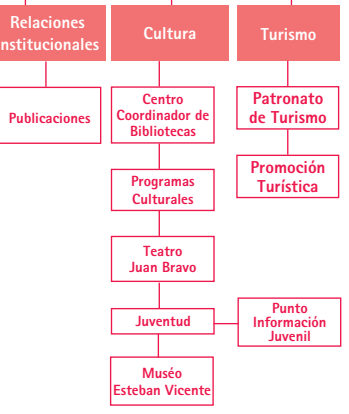 Relaciones
Institucionales
Cultura
Turismo
Publicaciones
Centro
Coordinador de
Bibliotecas
Patronato
de Turismo
Programas
Culturales
Promoción
Turística
Teatro
Juan Bravo
Juventud
Punto
Información
Juvenil
Muséo
Esteban Vicente